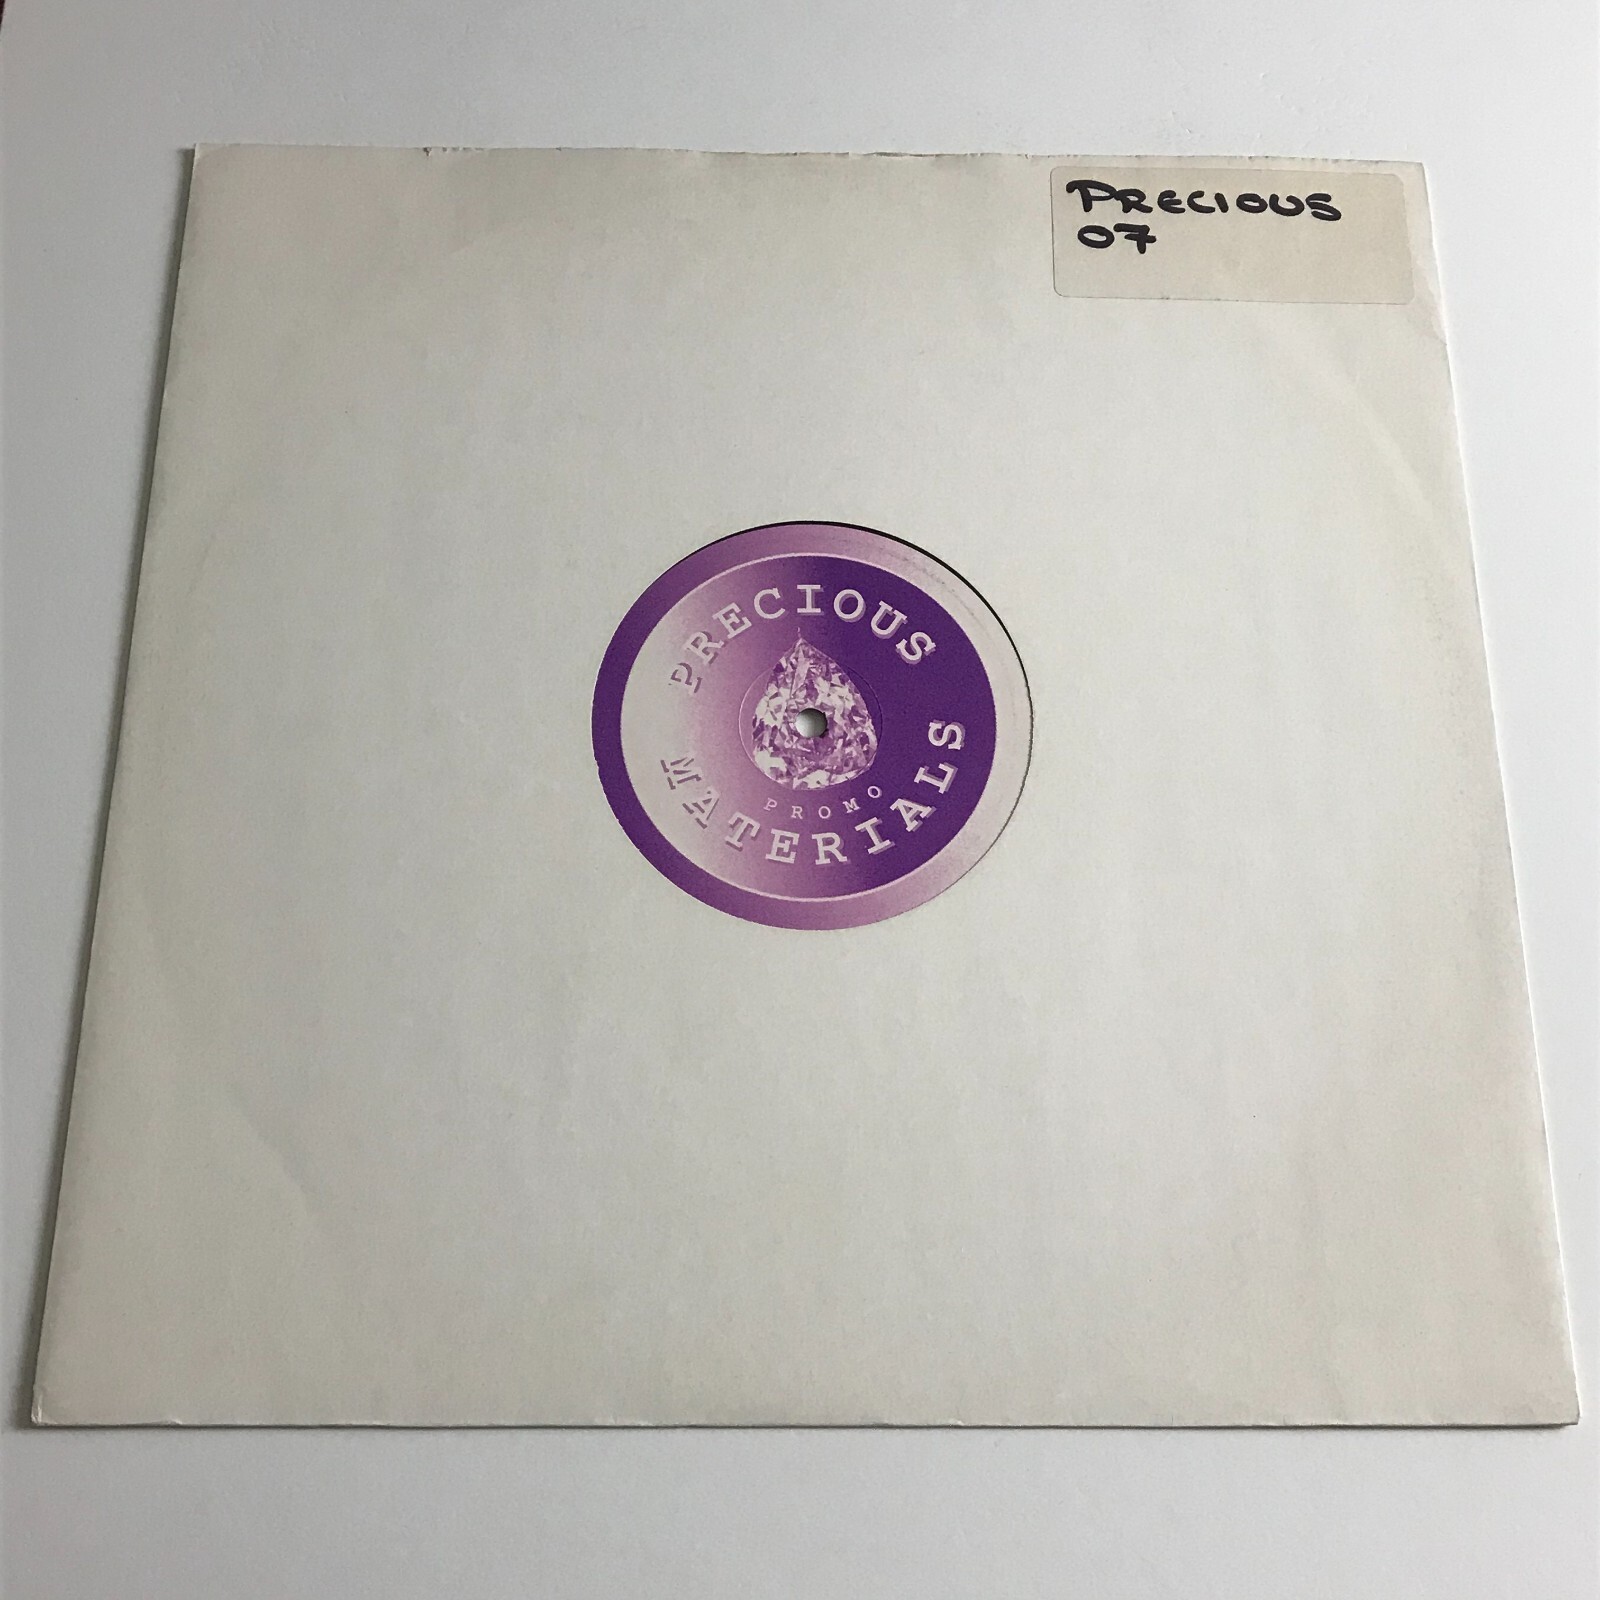 PRECIOUS
07
PRECIOUS
PROMO
MATERIALS